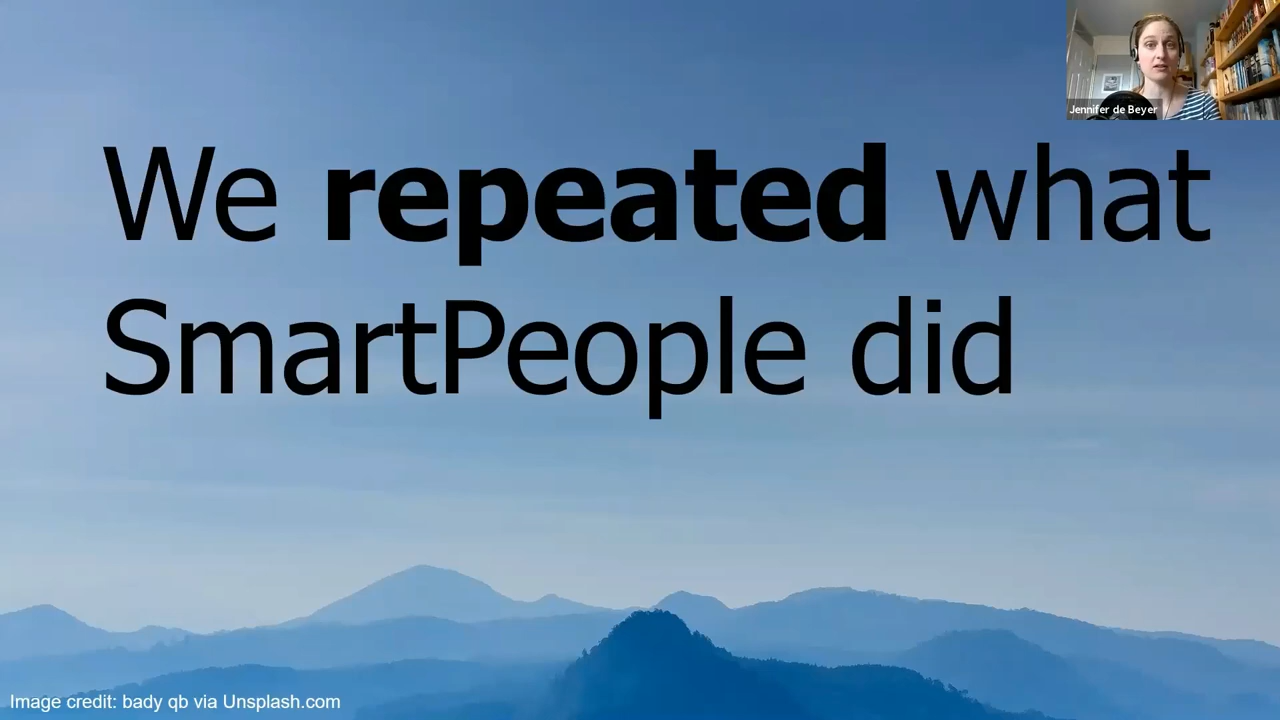 Jennifer de Beyer
We repeated what
SmartPeople did
Image credit: bady qb via Unsplash.com